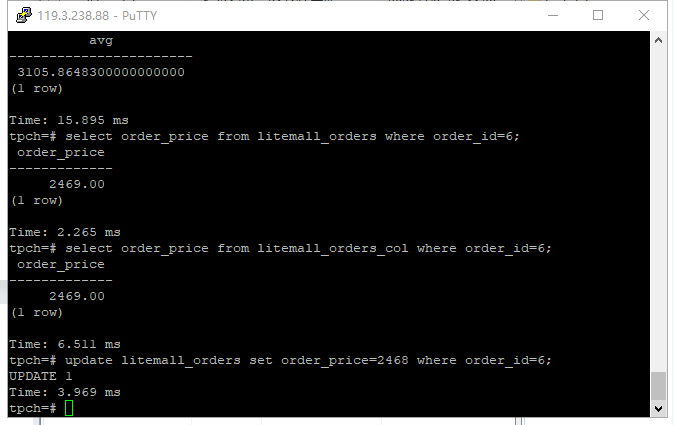 119.3.238.88 - PuTTY
avg
-----------------------
3105.8648300000000000
(1 row)
Time: 15.895 ms
tpch=# select order_price from litemall_orders where order_id=6;
order_price
-------------
2469.00
(1 row)
Time: 2.265 ms
tpch=# select order_price from litemall_orders_col where order_id=6;
order_price
-------------
2469.00
(1 row)
Time: 6.511 ms
tpch=# update litemall_orders set order_price=2468 where order_id=6;
UPDATE 1
Time: 3.969 ms
tpch=#